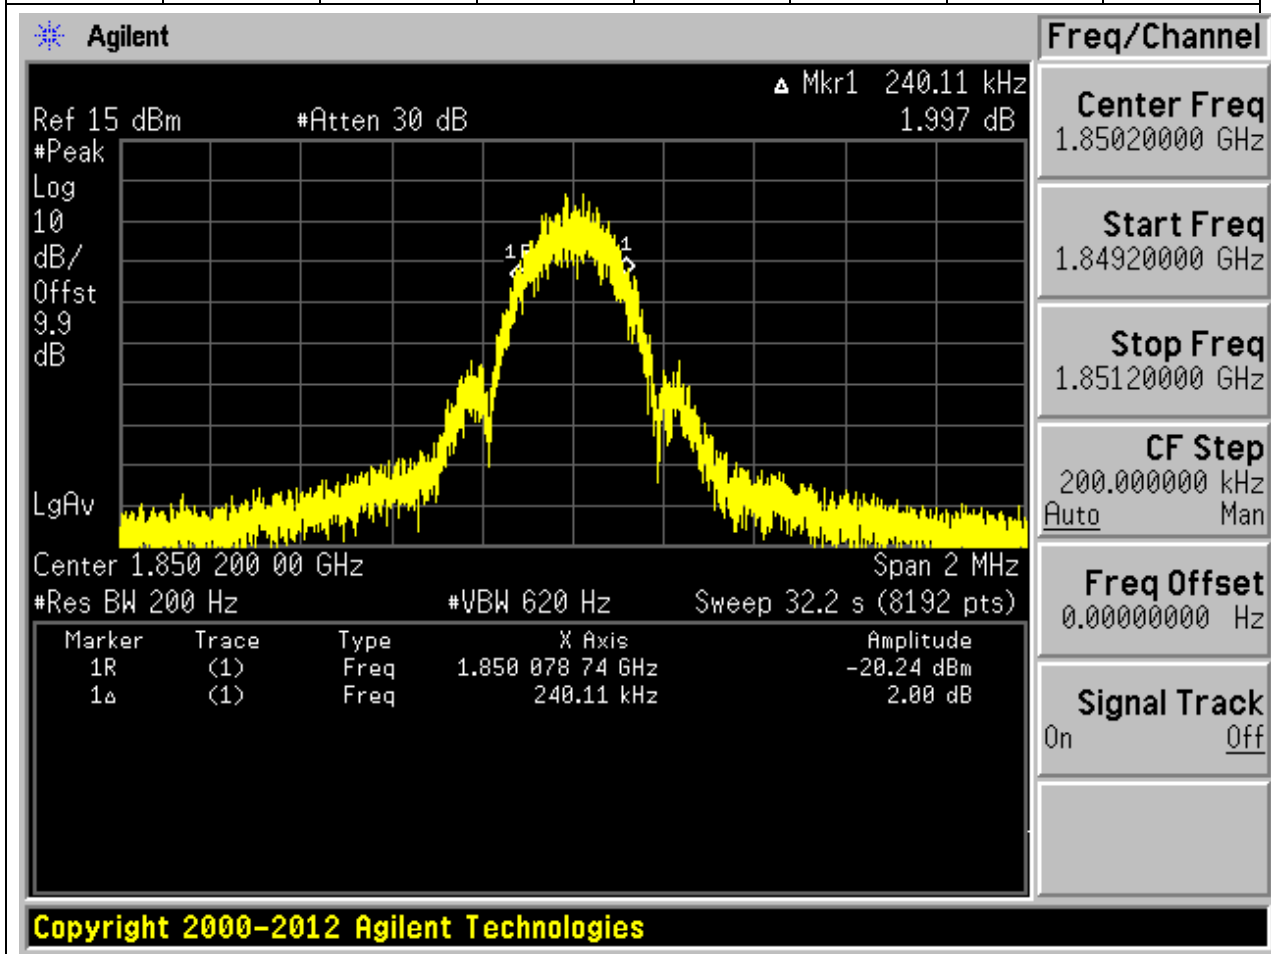 Agilent
Freq/Channel
▵ Mkr1 240.11 kHz
Ref 15 dBm #Atten 30 dB 1.997 dB
#Peak
Log
10
dB/
Offst
9.9
dB
LgAv
1R
1
Center 1.850 200 00 GHz Span 2 MHz
#Res BW 200 Hz #VBW 620 Hz Sweep 32.2 s (8192 pts)
Marker Trace Type X Axis Amplitude
1R (1) Freq 1.850 078 74 GHz -20.24 dBm
1▵ (1) Freq 240.11 kHz 2.00 dB
Center Freq
1.85020000 GHz
Start Freq
1.84920000 GHz
Stop Freq
1.85120000 GHz
CF Step
200.000000 kHz
Auto Man
Freq Offset
0.00000000 Hz
Signal Track
On Off
Copyright 2000-2012 Agilent Technologies